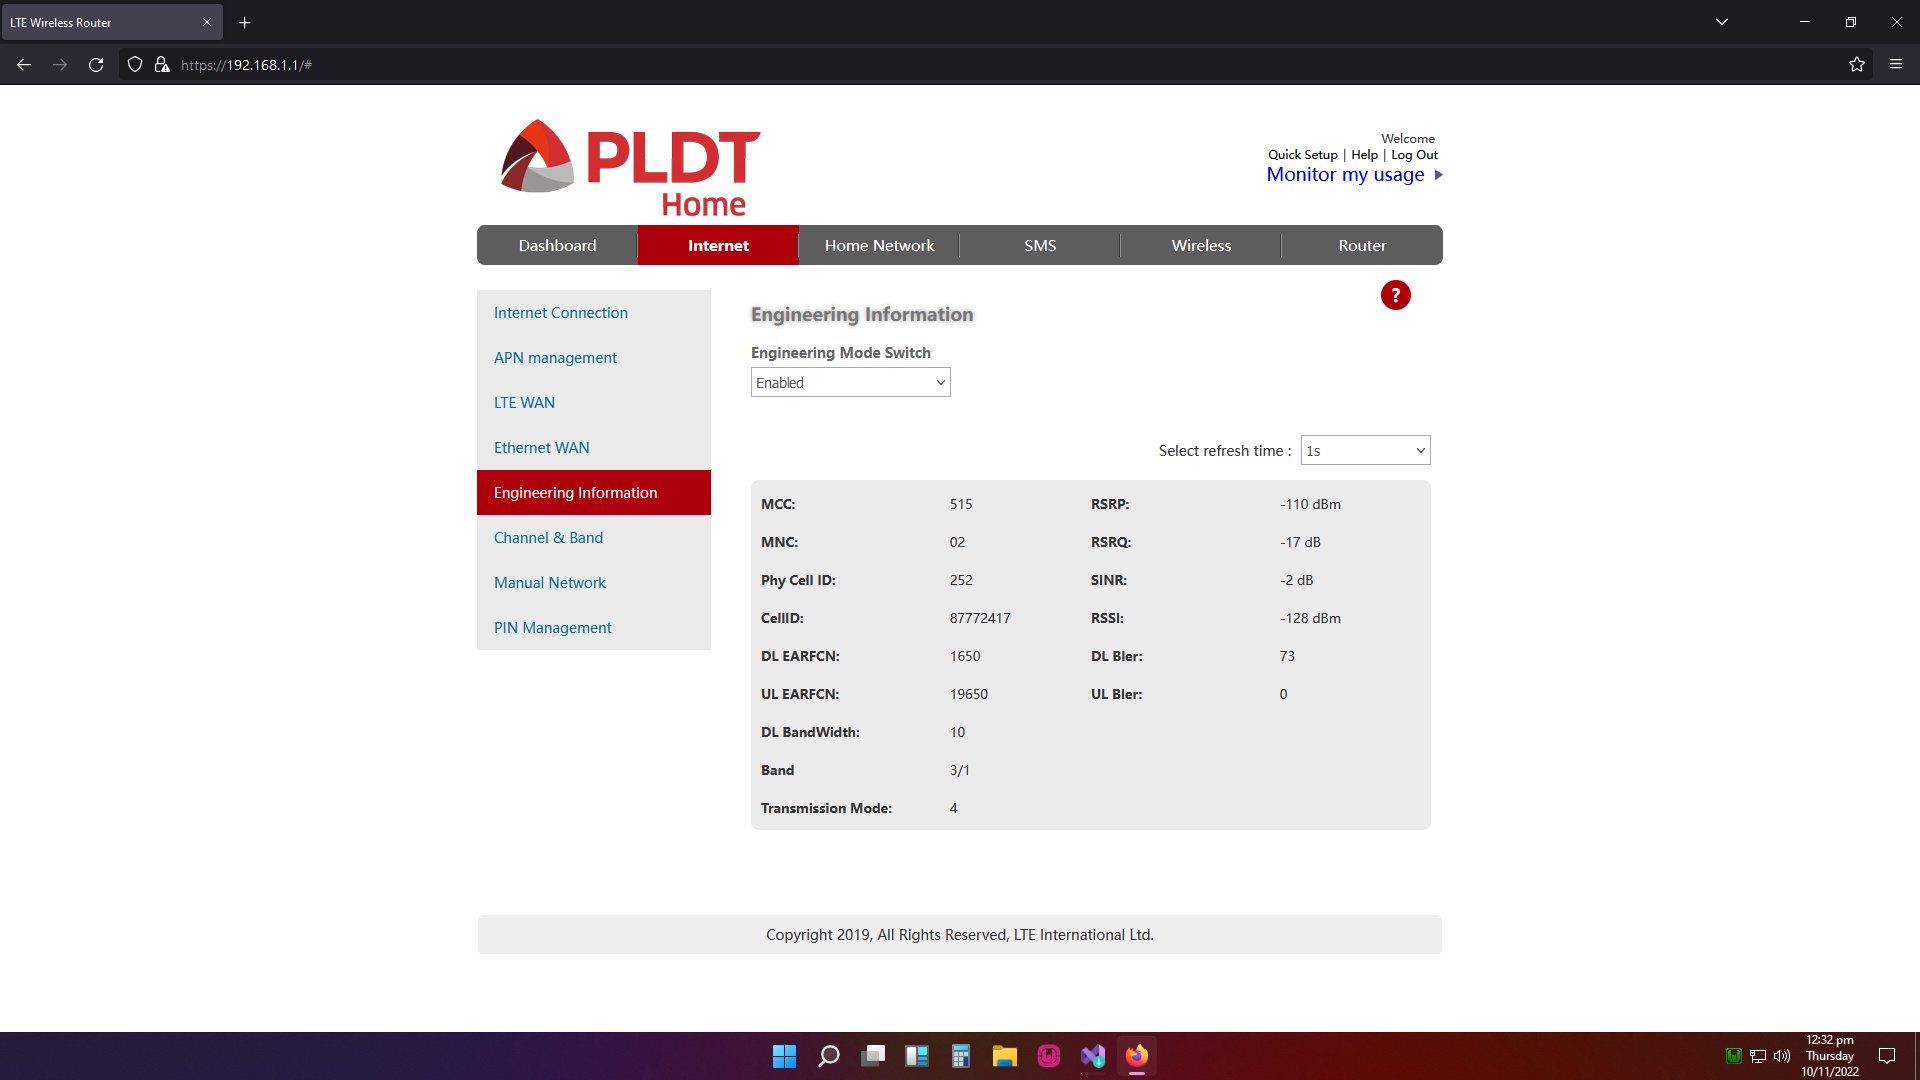 LTE Wireless Router
https://192.168.1.1/#
PLDT
Home
Welcome
Quick Setup | Help | Log Out
Monitor my usage
Dashboard Internet Home Network SMS Wireless Router
Internet Connection
APN management
LTE WAN
Ethernet WAN
Engineering Information
Channel & Band
Manual Network
PIN Management
Engineering Information
?
Engineering Mode Switch
Enabled
Select refresh time : 1s
MCC: 515 RSRP: -110 dBm
MNC: 02 RSRQ: -17 dB
Phy Cell ID: 252 SINR: -2 dB
CellID: 87772417 RSSI: -128 dBm
DL EARFCN: 1650 DL Bler: 73
UL EARFCN: 19650 UL Bler: 0
DL BandWidth: 10
Band 3/1
Transmission Mode: 4
Copyright 2019, All Rights Reserved, LTE International Ltd.
12:32 pm
Thursday
10/11/2022